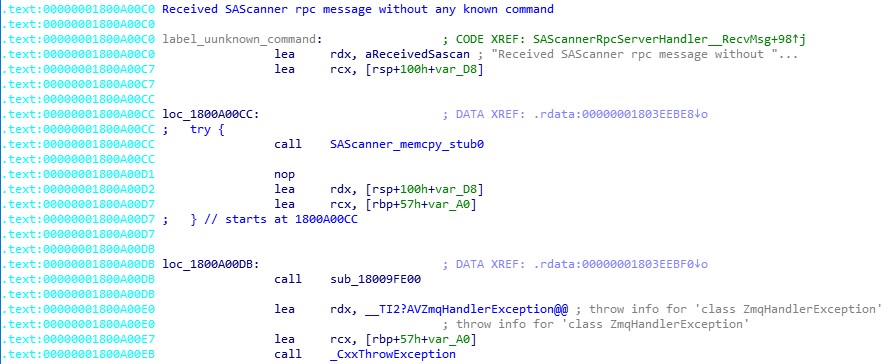 .text:00000001800A00C0 Received SAScanner rpc message without any known command
.text:00000001800A00C0
.text:00000001800A00C0 label_uunknown_command: ; CODE XREF: SAScannerRpcServerHandler__RecvMsg+98↑j
.text:00000001800A00C0 lea rdx, aReceivedSascan ; "Received SAScanner rpc message without "...
.text:00000001800A00C7 lea rcx, [rsp+100h+var_D8]
.text:00000001800A00C7
.text:00000001800A00CC
.text:00000001800A00CC loc_1800A00CC: ; DATA XREF: .rdata:00000001803EEBE8↓o
.text:00000001800A00CC ; try {
.text:00000001800A00CC call SAScanner_memcpy_stub0
.text:00000001800A00CC
.text:00000001800A00D1 nop
.text:00000001800A00D2 lea rdx, [rsp+100h+var_D8]
.text:00000001800A00D7 lea rcx, [rbp+57h+var_A0]
.text:00000001800A00D7 ; } // starts at 1800A00CC
.text:00000001800A00D7
.text:00000001800A00DB
.text:00000001800A00DB loc_1800A00DB: ; DATA XREF: .rdata:00000001803EEBF0↓o
.text:00000001800A00DB call sub_18009FE00
.text:00000001800A00DB
.text:00000001800A00E0 lea rdx, __TI2?AVZmqHandlerException@@ ; throw info for 'class ZmqHandlerException'
.text:00000001800A00E0 ; throw info for 'class ZmqHandlerException'
.text:00000001800A00E7 lea rcx, [rbp+57h+var_A0]
.text:00000001800A00EB call _CxxThrowException